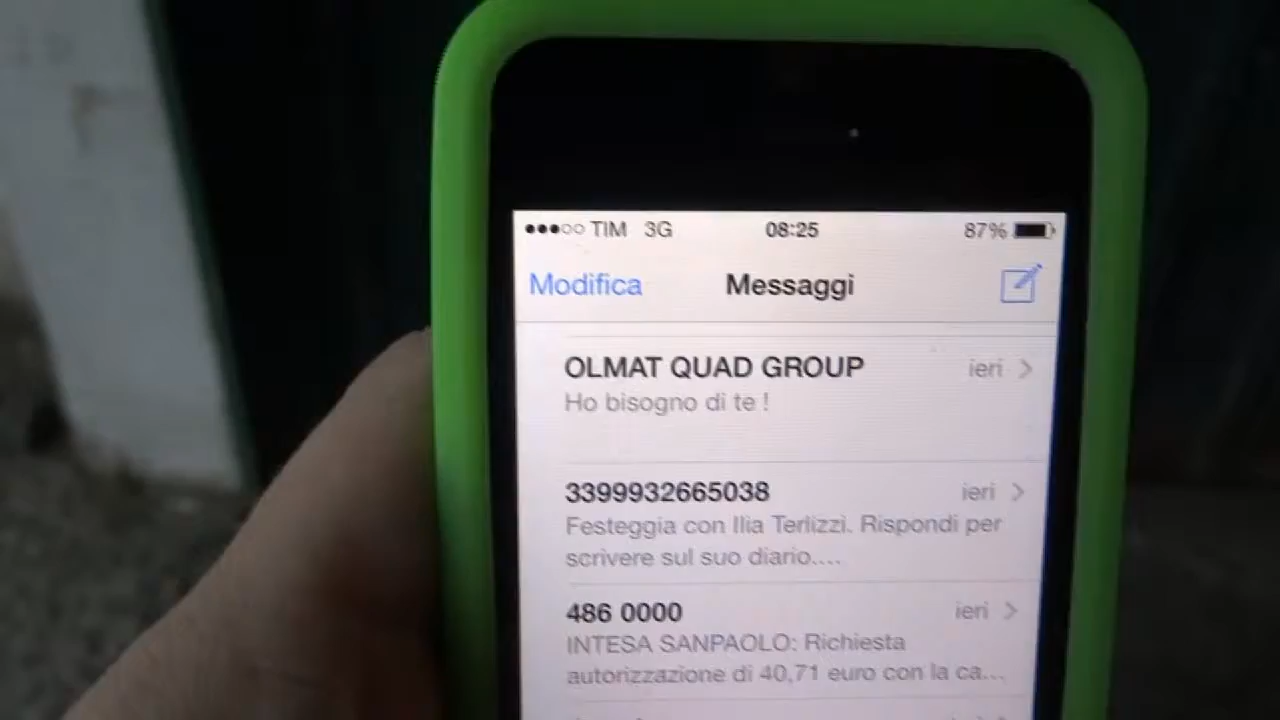 TIM 3G 08:25 87%
Modifica Messaggi
OLMAT QUAD GROUP ieri
Ho bisogno di te !
3399932665038 ieri
Festeggia con Ilia Terlizzi. Rispondi per
scrivere sul suo diario....
486 0000 ieri
INTESA SANPAOLO: Richiesta
autorizzazione di 40,71 euro con la ca...